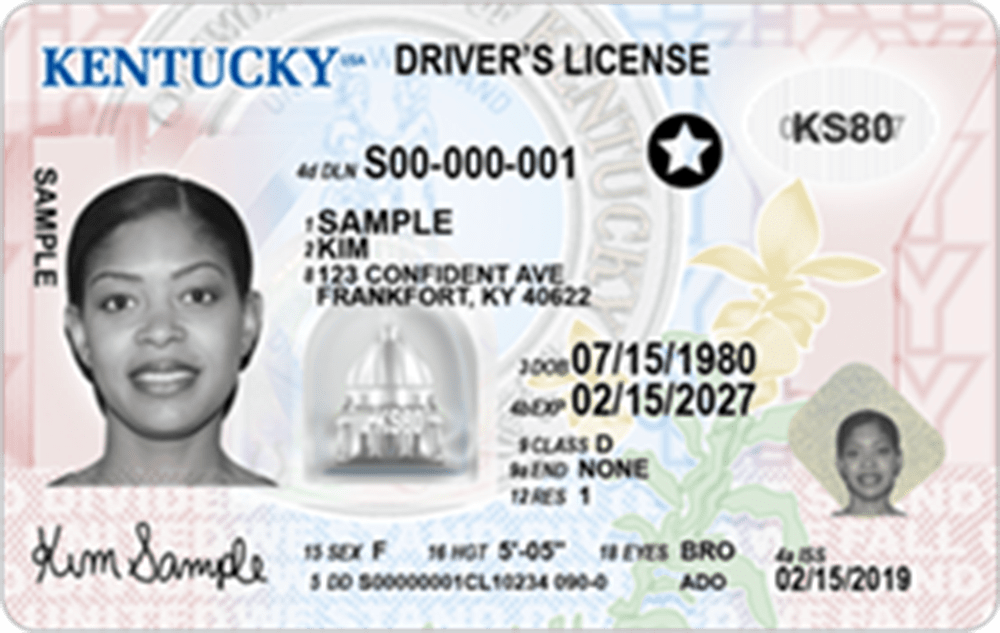 KENTUCKY USA DRIVER'S LICENSE
KS80
SAMPLE
4d DLN S00-000-001
1 SAMPLE
2 KIM
8 123 CONFIDENT AVE
FRANKFORT, KY 40622
3 DOB 07/15/1980
4b EXP 02/15/2027
9 CLASS D
9a END NONE
12 RES 1
Kim Sample
15 SEX F 16 HGT 5'-05" 18 EYES BRO
5 DD S00000001CL10234 090-0 ADO
4a ISS
02/15/2019
KENTUCKY